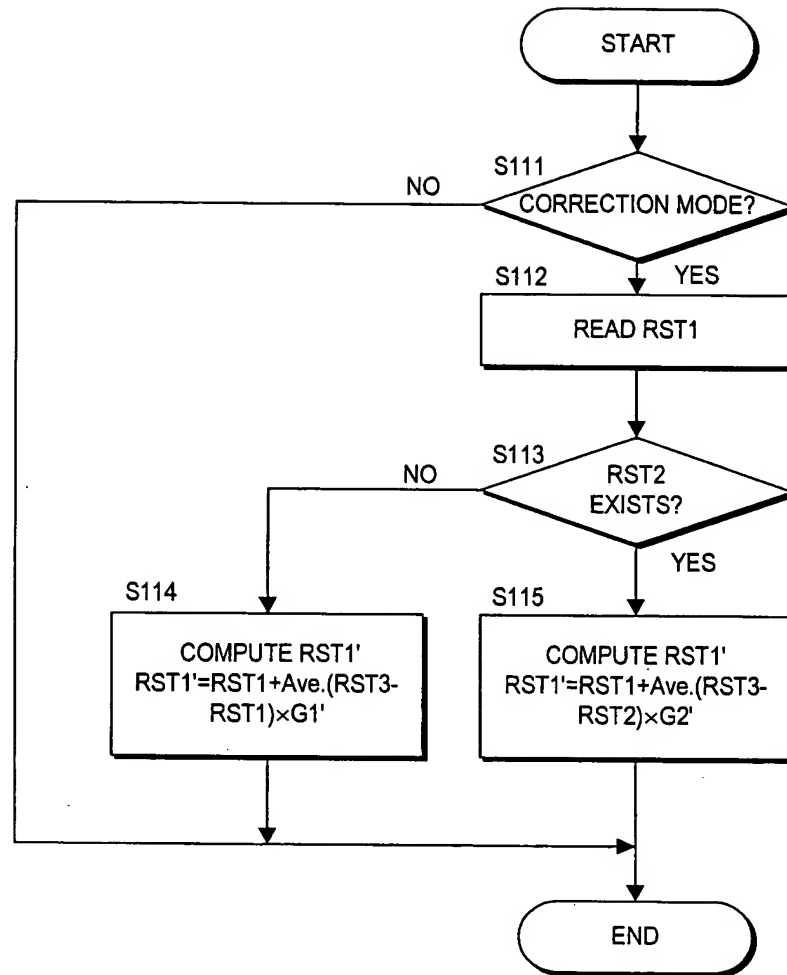 START
S111
NO
CORRECTION MODE?
YES
S112
READ RST1
S113
NO
RST2
EXISTS?
YES
S114
COMPUTE RST1'
RST1'=RST1+Ave.(RST3-
RST1)×G1'
S115
COMPUTE RST1'
RST1'=RST1+Ave.(RST3-
RST2)×G2'
END